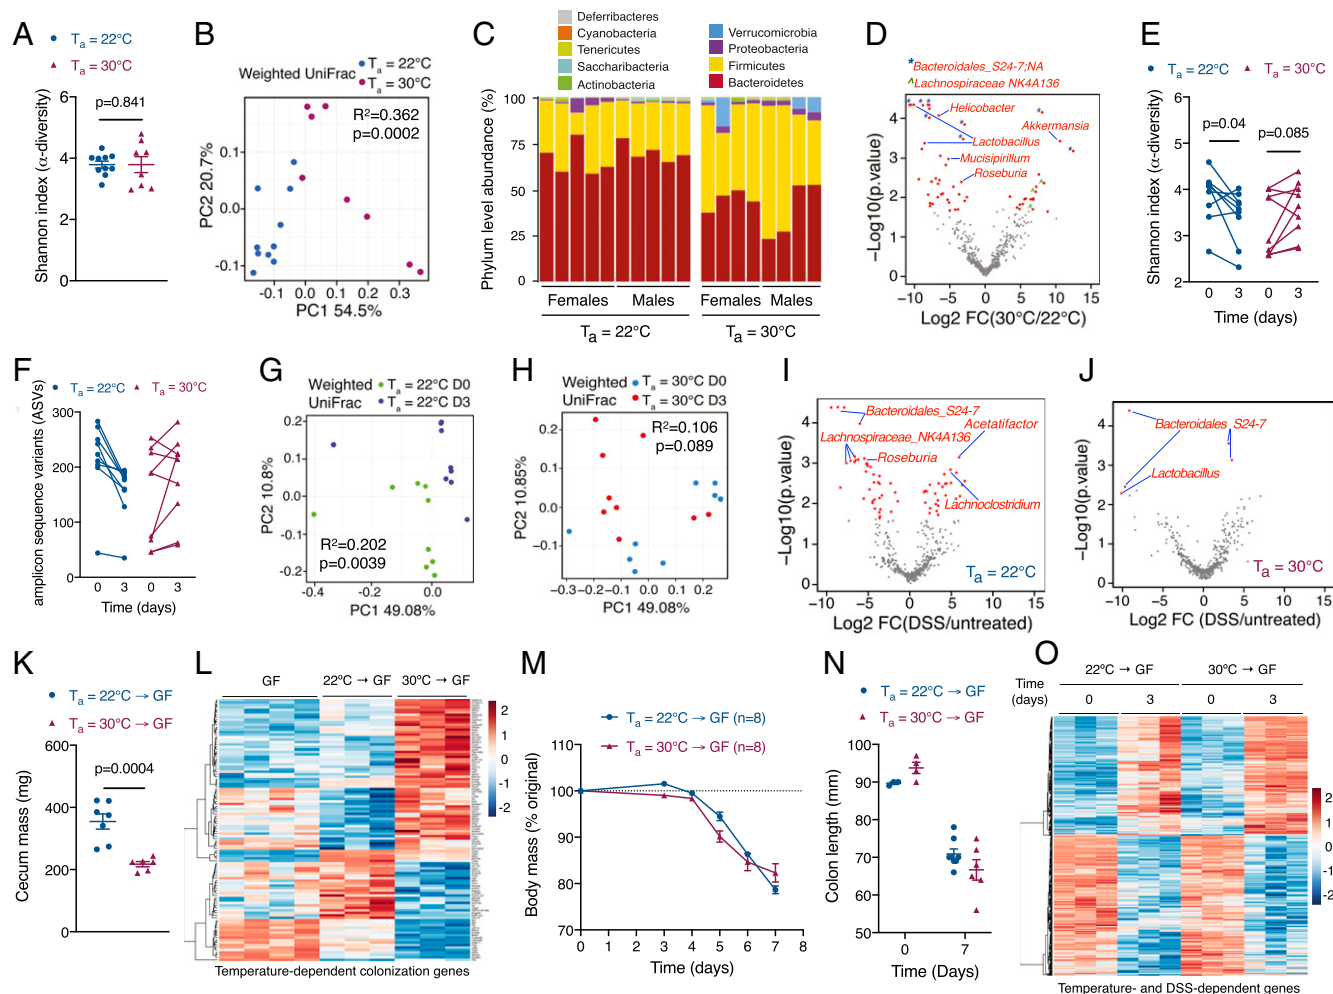 A
Ta = 22°C
Ta = 30°C
p=0.841
Shannon index (α-diversity)
6
4
2
0
B
Weighted UniFrac
Ta = 22°C
Ta = 30°C
R²=0.362
p=0.0002
PC2 20.7%
0.1
0.0
-0.1
-0.1 0.0 0.1 0.2 0.3
PC1 54.5%
C
Deferribacteres
Cyanobacteria
Tenericutes
Saccharibacteria
Actinobacteria
Verrucomicrobia
Proteobacteria
Firmicutes
Bacteroidetes
Phylum level abundance (%)
100
75
50
25
0
Females Males Females Males
Ta = 22°C Ta = 30°C
D
*Bacteroidales_S24-7;NA
^Lachnospiraceae NK4A136
Helicobacter
Akkermansia
Lactobacillus
Mucisipirillum
Roseburia
−Log10(p.value)
4
3
2
1
0
−10 −5 0 5 10 15
Log2 FC(30°C/22°C)
E
Ta = 22°C Ta = 30°C
p=0.04
p=0.085
Shannon index (α-diversity)
6
5
4
3
2
0 3 0 3
Time (days)
F
Ta = 22°C Ta = 30°C
amplicon sequence variants (ASVs)
300
200
100
0
0 3 0 3
Time (days)
G
Weighted UniFrac
Ta = 22°C D0
Ta = 22°C D3
R²=0.202
p=0.0039
PC2 10.8%
0.2
0.1
0.0
-0.1
-0.2
-0.4 -0.2 0.0
PC1 49.08%
H
Weighted UniFrac
Ta = 30°C D0
Ta = 30°C D3
R²=0.106
p=0.089
PC2 10.85%
0.2
0.1
0.0
−0.1
−0.3 −0.2 −0.1 0.0 0.1 0.2
PC1 49.08%
I
Bacteroidales_S24-7
Acetatifactor
Lachnospiraceae_NK4A136
Roseburia
Lachnoclostridium
Ta = 22°C
−Log10(p.value)
4
3
2
1
0
−10 −5 0 5 10 15
Log2 FC(DSS/untreated)
J
Bacteroidales_S24-7
Lactobacillus
Ta = 30°C
−Log10(p.value)
4
3
2
1
0
−10 −5 0 5 10 15
Log2 FC (DSS/untreated)
K
Ta = 22°C → GF
Ta = 30°C → GF
p=0.0004
Cecum mass (mg)
600
400
200
0
L
GF 22°C → GF 30°C → GF
2
1
0
-1
-2
Temperature-dependent colonization genes
M
Ta = 22°C → GF (n=8)
Ta = 30°C → GF (n=8)
Body mass (% original)
110
100
90
80
70
0 1 2 3 4 5 6 7 8
Time (days)
N
Ta = 22°C → GF
Ta = 30°C → GF
Colon length (mm)
100
90
80
70
60
50
0 7
Time (Days)
O
22°C → GF 30°C → GF
Time (days)
0 3 0 3
2
1
0
-1
-2
Temperature- and DSS-dependent genes